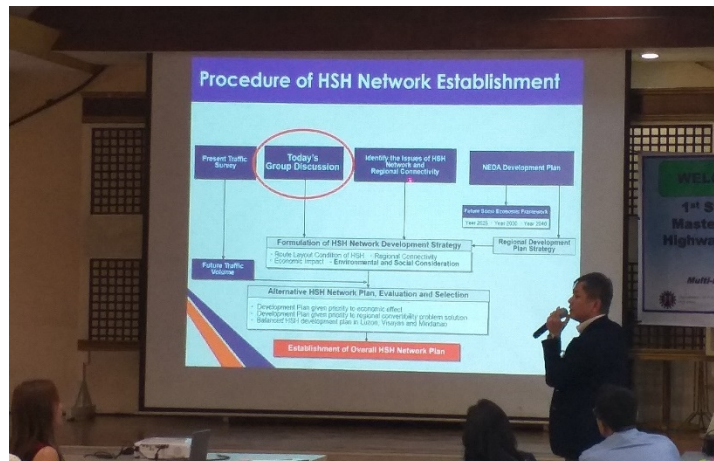 Procedure of HSH Network Establishment
Present Traffic
Survey
Today's
Group Discussion
Identify the Issues of HSH
Network and
Regional Connectivity
NEDA Development Plan
Future Socio Economic Framework
Year 2020 Year 2030 Year 2040
Formulation of HSH Network Development Strategy
- Route Layout Condition of HSH - Regional Connectivity
- Economic Impact - Environmental and Social Consideration
Regional Development
Plan Strategy
Future Traffic
Volume
Alternative HSH Network Plan, Evaluation and Selection
- Development Plan given priority to economic effect
- Development Plan given priority to regional convertibility problem solution
- Balanced HSH development plan in Luzon, Visayas and Mindanao
Establishment of Overall HSH Network Plan
WEL
1st S
Maste
Highwa
Multi-